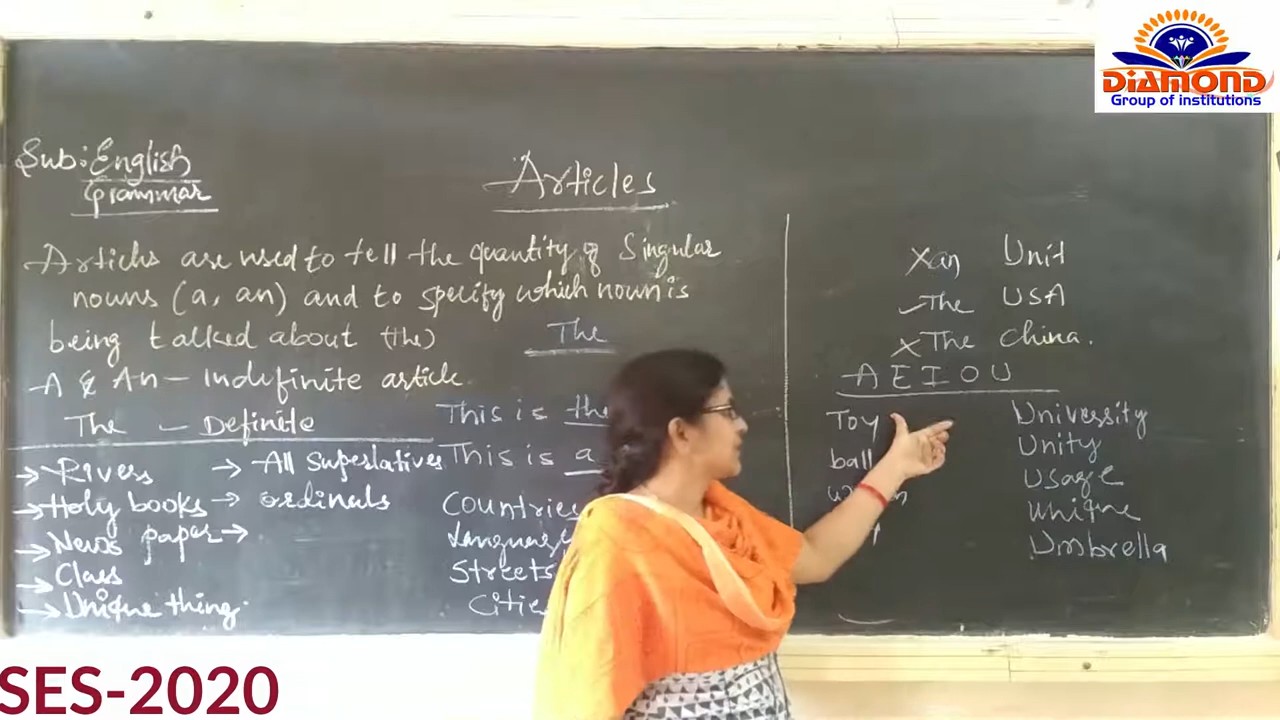 DIAMOND
Group of institutions
Sub: English
Grammar
Articles
Articles are used to tell the quantity of Singular
nouns (a, an) and to specify which noun is
being talked about (the)
The
A & An - Indefinite article
The - Definite
This is the
This is a
→ Rivers
→ Holy books
→ News paper
→ Class
→ Unique thing
→ All Superlatives
→ ordinals
→
Countries
Languages
Streets
Citie
X an Unit
✓ The USA
X The China.
A E I O U
Toy
ball
University
Unity
Usage
unique
Umbrella
SES-2020